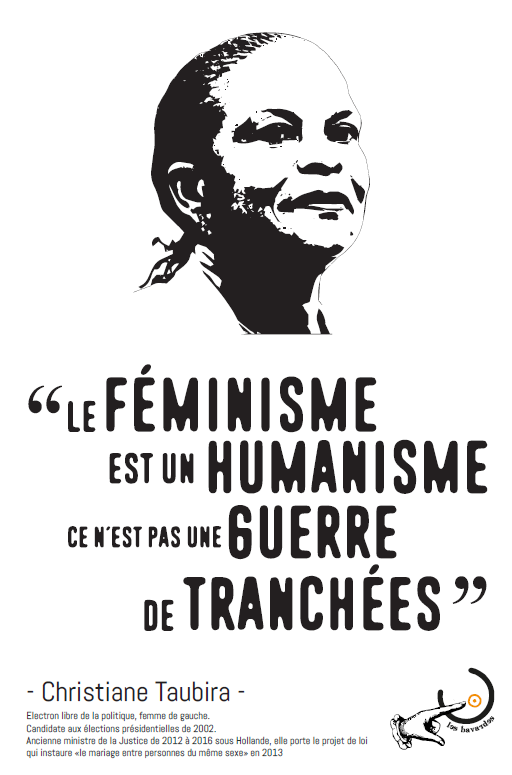 “LE FÉMINISME
EST UN HUMANISME
CE N'EST PAS UNE GUERRE
DE TRANCHÉES”
- Christiane Taubira -
Electron libre de la politique, femme de gauche.
Candidate aux élections présidentielles de 2002.
Ancienne ministre de la Justice de 2012 à 2016 sous Hollande, elle porte le projet de loi
qui instaure «le mariage entre personnes du même sexe» en 2013
les bavardes